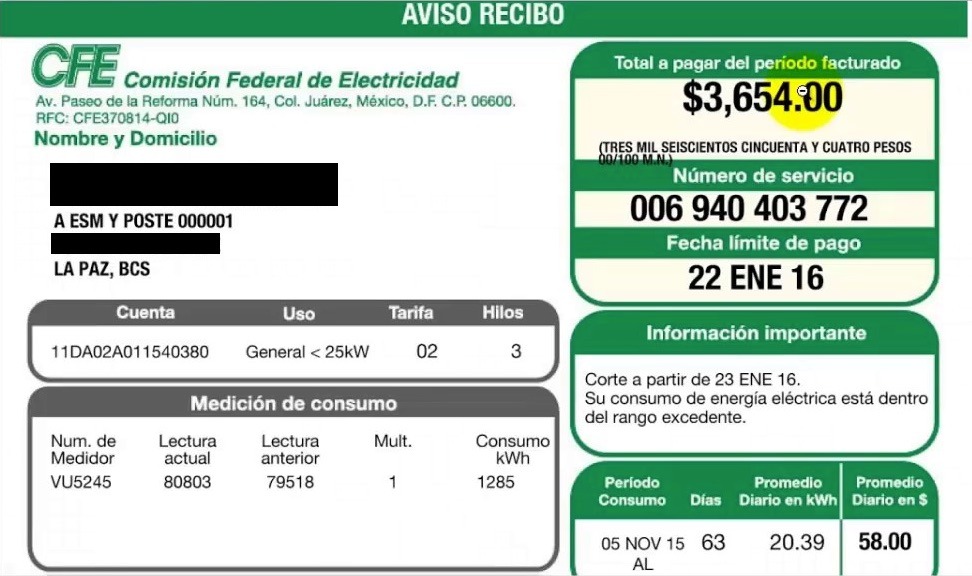 AVISO RECIBO
CFE Comisión Federal de Electricidad
Av. Paseo de la Reforma Núm. 164, Col. Juárez, México, D.F. C.P. 06600.
RFC: CFE370814-QI0
Nombre y Domicilio
A ESM Y POSTE 000001
LA PAZ, BCS
Total a pagar del período facturado
$3,654.00
(TRES MIL SEISCIENTOS CINCUENTA Y CUATRO PESOS
00/100 M.N.)
Número de servicio
006 940 403 772
Fecha límite de pago
22 ENE 16
Cuenta Uso Tarifa Hilos
11DA02A011540380 General < 25kW 02 3
Información importante
Corte a partir de 23 ENE 16.
Su consumo de energía eléctrica está dentro
del rango excedente.
Medición de consumo
Num. de Lectura Lectura Mult. Consumo
Medidor actual anterior kWh
VU5245 80803 79518 1 1285
Período Promedio Promedio
Consumo Días Diario en kWh Diario en $
05 NOV 15 63 20.39 58.00
AL